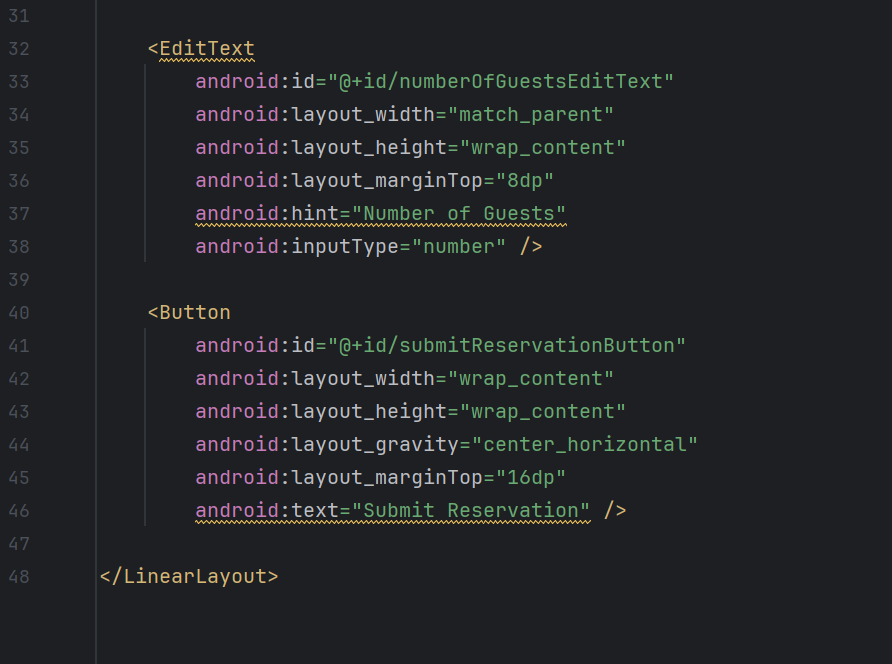 31
32 <EditText
33 android:id="@+id/numberOfGuestsEditText"
34 android:layout_width="match_parent"
35 android:layout_height="wrap_content"
36 android:layout_marginTop="8dp"
37 android:hint="Number of Guests"
38 android:inputType="number" />
39
40 <Button
41 android:id="@+id/submitReservationButton"
42 android:layout_width="wrap_content"
43 android:layout_height="wrap_content"
44 android:layout_gravity="center_horizontal"
45 android:layout_marginTop="16dp"
46 android:text="Submit Reservation" />
47
48 </LinearLayout>